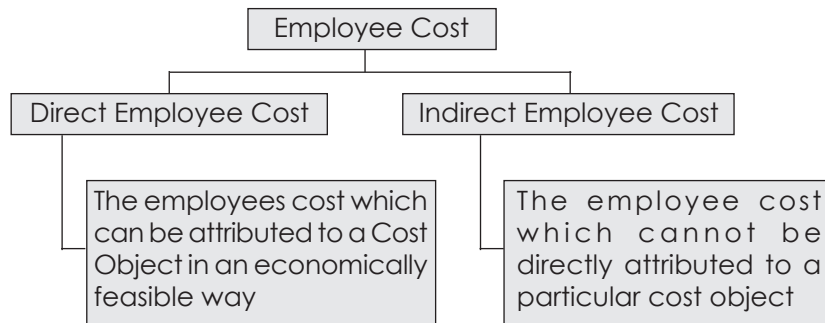 Employee Cost
Direct Employee Cost
Indirect Employee Cost
The employees cost which
can be attributed to a Cost
Object in an economically
feasible way
The employee cost
which cannot be
directly attributed to a
particular cost object